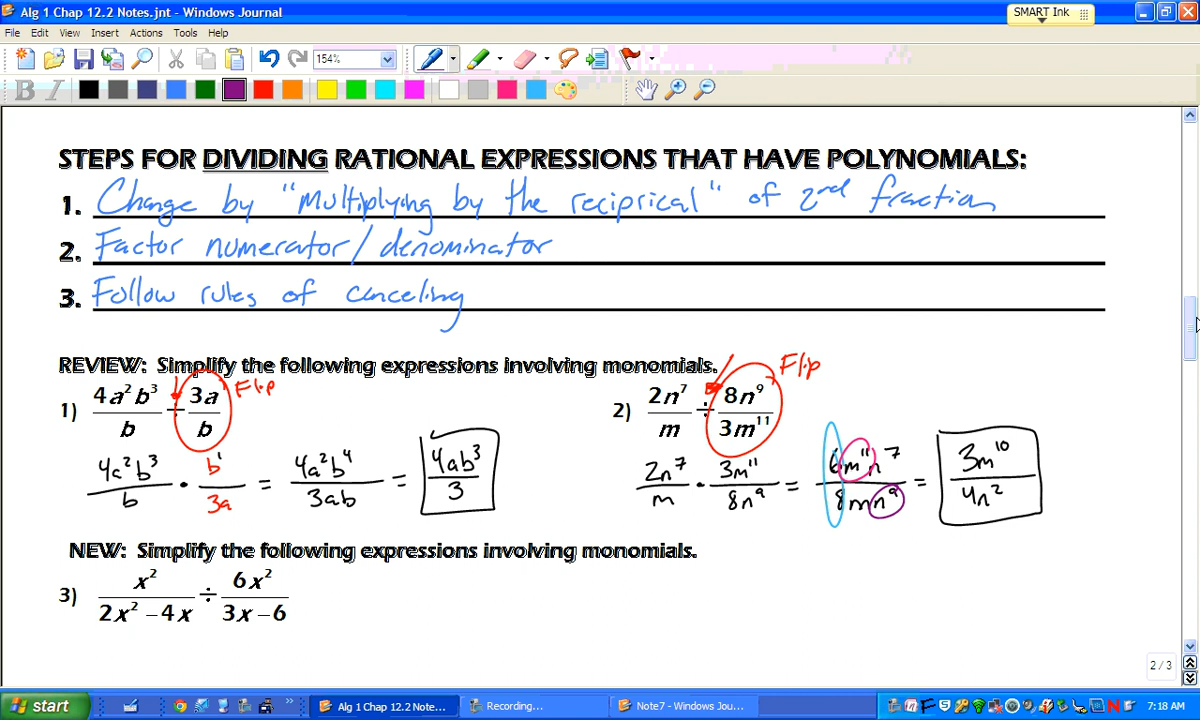 Alg 1 Chap 12.2 Notes.jnt - Windows Journal
SMART Ink
File Edit View Insert Actions Tools Help
154%
B I
STEPS FOR DIVIDING RATIONAL EXPRESSIONS THAT HAVE POLYNOMIALS:
1. Change by "Multiplying by the reciprical" of 2nd fraction
2. Factor numerator/denominator
3. Follow rules of canceling
REVIEW: Simplify the following expressions involving monomials.
1) 4a²b³/b ÷ 3a/b Flip
4a²b³/b • b¹/3a = 4a²b⁴/3ab = 4ab³/3
2) 2n⁷/m ÷ 8n⁹/3m¹¹ Flip
2n⁷/m • 3m¹¹/8n⁹ = 6m¹¹n⁷/8mn⁹ = 3m¹⁰/4n²
NEW: Simplify the following expressions involving monomials.
3) x²/2x² – 4x ÷ 6x²/3x – 6
2 / 3
start
Alg 1 Chap 12.2 Note...
Recording...
Note7 - Windows Jour...
7:18 AM